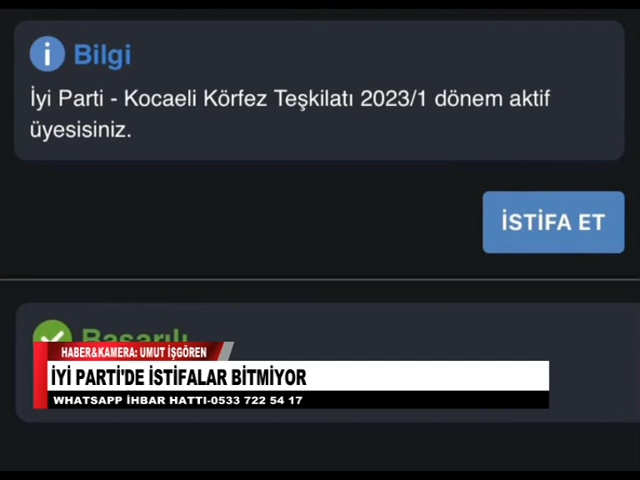 Bilgi
İyi Parti - Kocaeli Körfez Teşkilatı 2023/1 dönem aktif
üyesisiniz.
İSTİFA ET
Başarılı
HABER&KAMERA: UMUT İŞGÖREN
İYİ PARTİ'DE İSTİFALAR BİTMİYOR
WHATSAPP İHBAR HATTI-0533 722 54 17